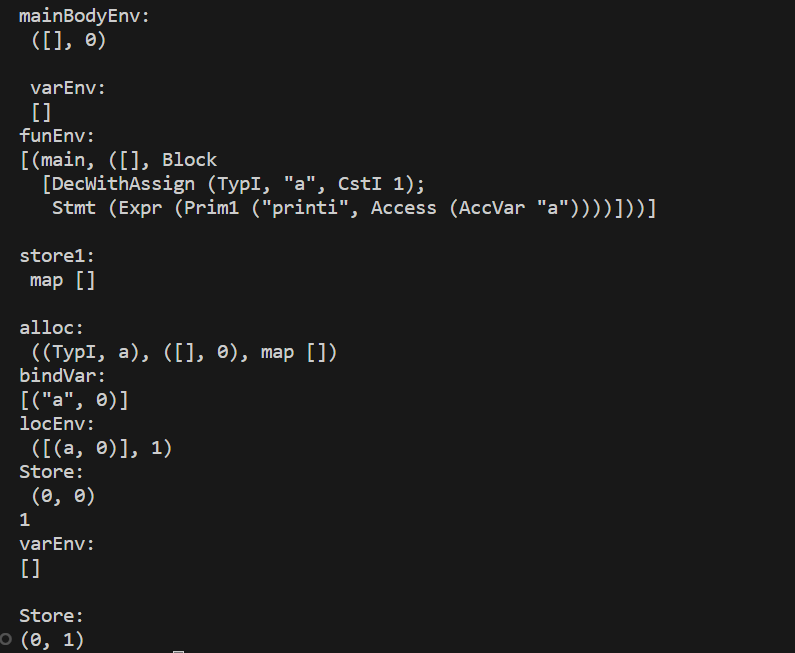 mainBodyEnv:
([], 0)
varEnv:
[]
funEnv:
[(main, ([], Block
[DecWithAssign (TypI, "a", CstI 1);
Stmt (Expr (Prim1 ("printi", Access (AccVar "a"))))]))]
store1:
map []
alloc:
((TypI, a), ([], 0), map [])
bindVar:
[("a", 0)]
locEnv:
([(a, 0)], 1)
Store:
(0, 0)
1
varEnv:
[]
Store:
(0, 1)